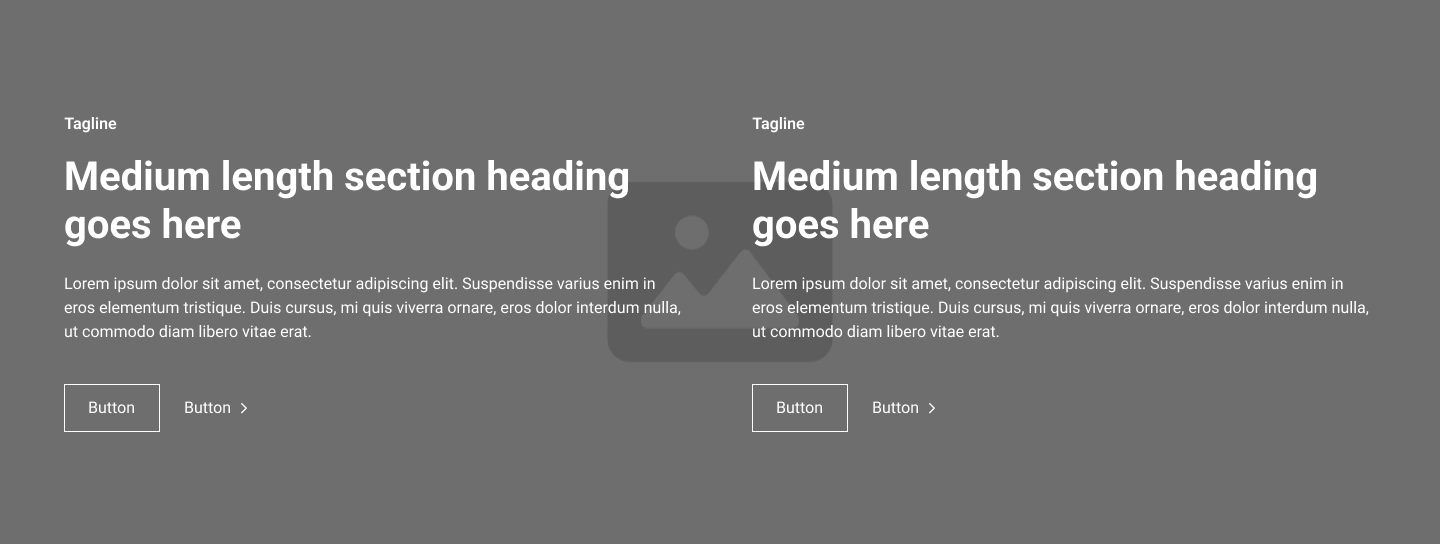 Tagline
Medium length section heading
goes here
Lorem ipsum dolor sit amet, consectetur adipiscing elit. Suspendisse varius enim in
eros elementum tristique. Duis cursus, mi quis viverra ornare, eros dolor interdum nulla,
ut commodo diam libero vitae erat.
Button
Button
Tagline
Medium length section heading
goes here
Lorem ipsum dolor sit amet, consectetur adipiscing elit. Suspendisse varius enim in
eros elementum tristique. Duis cursus, mi quis viverra ornare, eros dolor interdum nulla,
ut commodo diam libero vitae erat.
Button
Button